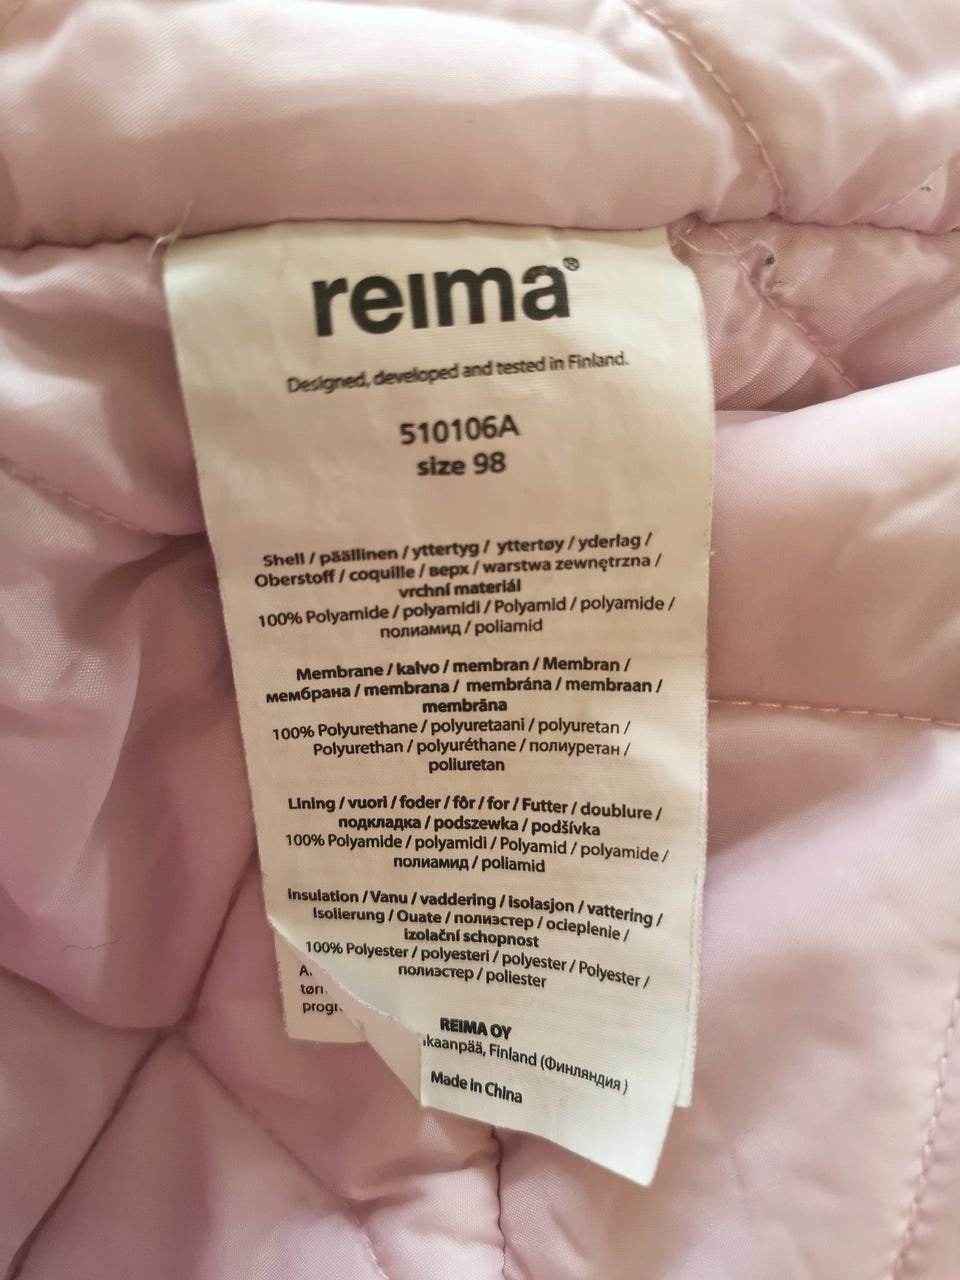 reima®
Designed, developed and tested in Finland.
510106A
size 98
Shell / päällinen / yttertyg / yttertøy / yderlag /
Oberstoff / coquille / верх / warstwa zewnętrzna /
vrchní materiál
100% Polyamide / polyamidi / Polyamid / polyamide /
полиамид / poliamid
Membrane / kalvo / membran / Membran /
мембрана / membrana / membrána / membraan /
membrāna
100% Polyurethane / polyuretaani / polyuretan /
Polyurethan / polyuréthane / полиуретан /
poliuretan
Lining / vuori / foder / fôr / for / Futter / doublure /
подкладка / podszewka / podšívka
100% Polyamide / polyamidi / Polyamid / polyamide /
полиамид / poliamid
Insulation / Vanu / vaddering / isolasjon / vattering /
Isolierung / Ouate / полиэстер / ocieplenie /
izolační schopnost
100% Polyester / polyesteri / polyester / Polyester /
полиэстер / poliester
REIMA OY
kaanpää, Finland (Финляндия )
Made in China